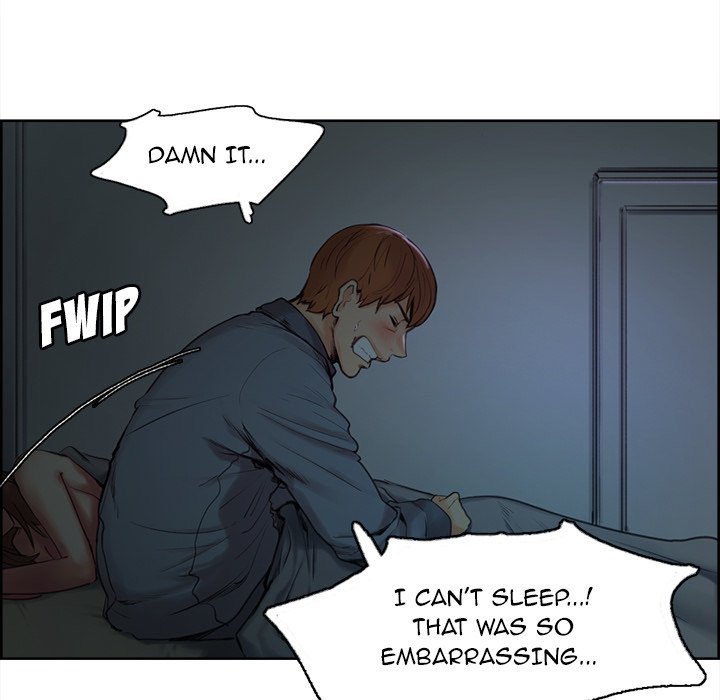 DAMN IT...
FWIP
I CAN'T SLEEP...!
THAT WAS SO
EMBARRASSING...